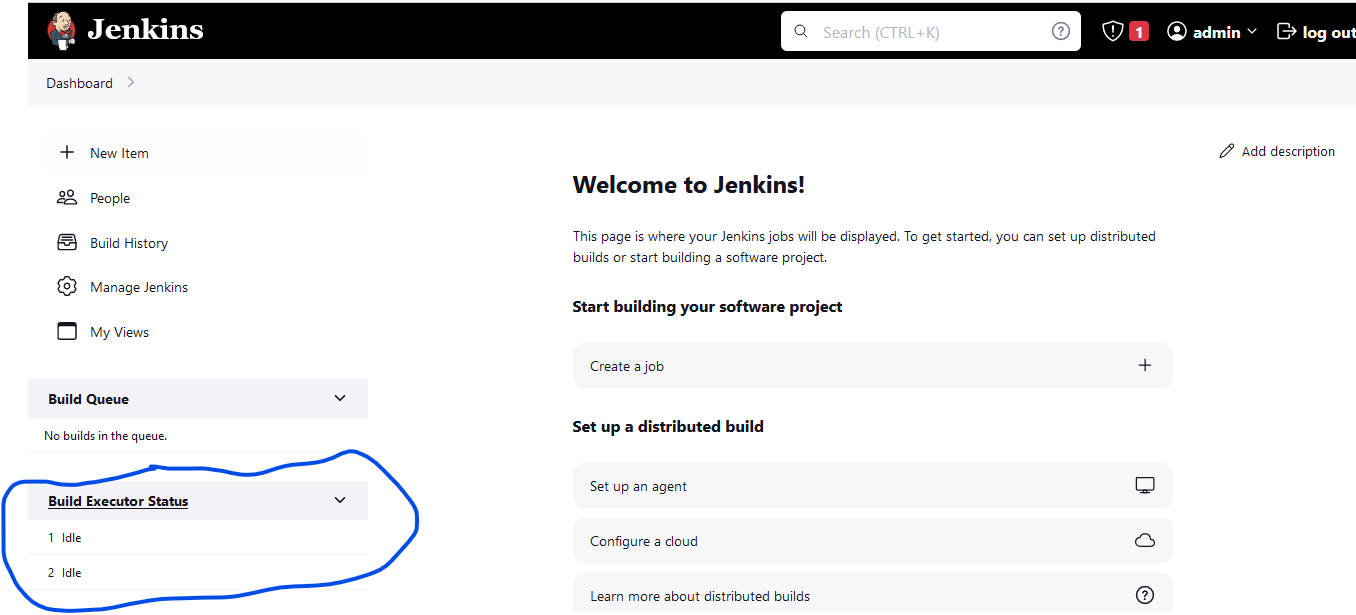 Jenkins
Search (CTRL+K)
1
admin
log out
Dashboard
New Item
People
Build History
Manage Jenkins
My Views
Build Queue
No builds in the queue.
Build Executor Status
1 Idle
2 Idle
Add description
Welcome to Jenkins!
This page is where your Jenkins jobs will be displayed. To get started, you can set up distributed
builds or start building a software project.
Start building your software project
Create a job
Set up a distributed build
Set up an agent
Configure a cloud
Learn more about distributed builds